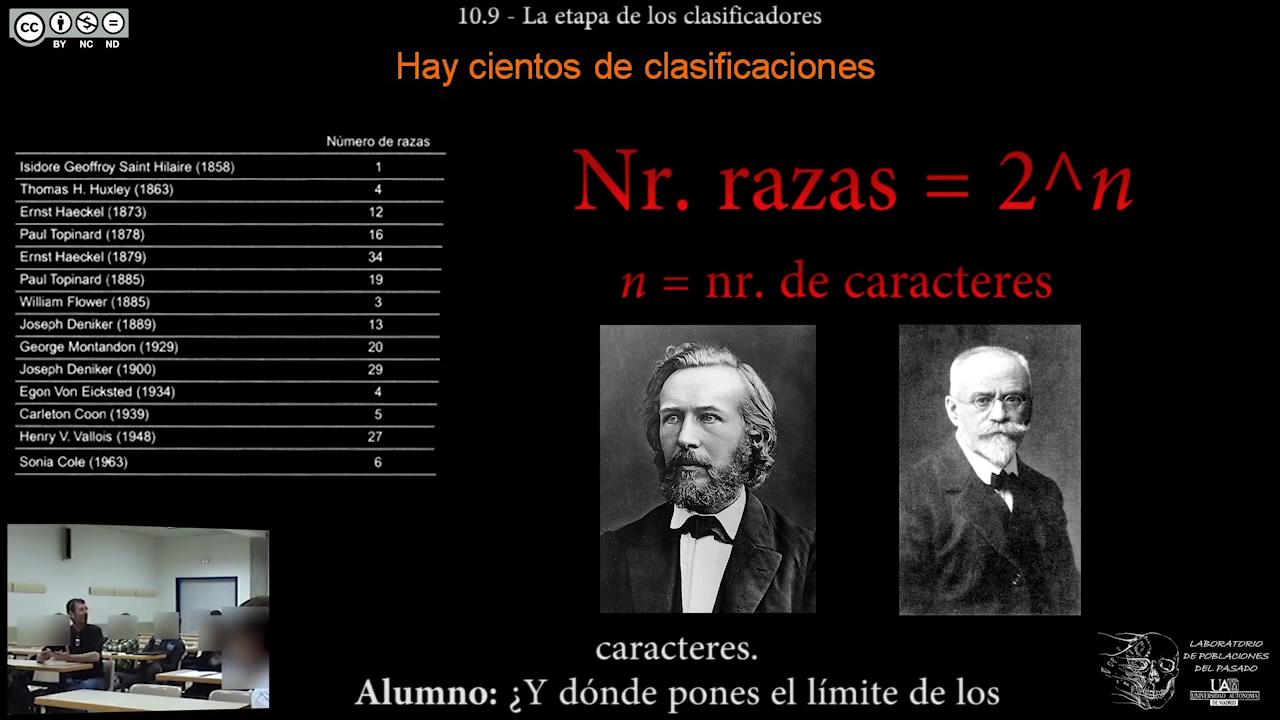 cc BY NC ND
10.9 - La etapa de los clasificadores
Hay cientos de clasificaciones
Número de razas
Isidore Geoffroy Saint Hilaire (1858) 1
Thomas H. Huxley (1863) 4
Ernst Haeckel (1873) 12
Paul Topinard (1878) 16
Ernst Haeckel (1879) 34
Paul Topinard (1885) 19
William Flower (1885) 3
Joseph Deniker (1889) 13
George Montandon (1929) 20
Joseph Deniker (1900) 29
Egon Von Eicksted (1934) 4
Carleton Coon (1939) 5
Henry V. Vallois (1948) 27
Sonia Cole (1963) 6
Nr. razas = 2^n
n = nr. de caracteres
caracteres.
Alumno: ¿Y dónde pones el límite de los
LABORATORIO
DE POBLACIONES
DEL PASADO
UAM
UNIVERSIDAD AUTONOMA
DE MADRID